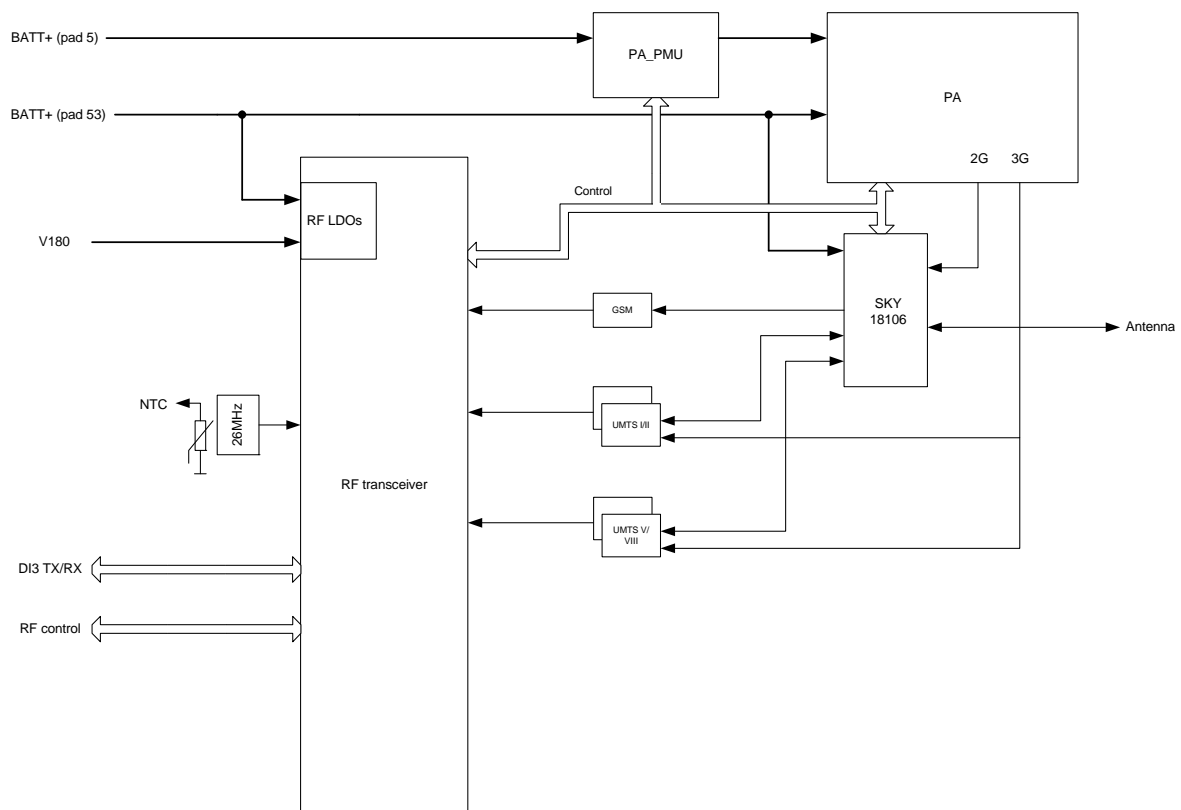 BATT+ (pad 5)
PA_PMU
PA
BATT+ (pad 53)
2G 3G
Control
RF LDOs
V180
SKY
18106
GSM
Antenna
NTC
26MHz
UMTS I/II
RF transceiver
UMTS V/
VIII
DI3 TX/RX
RF control